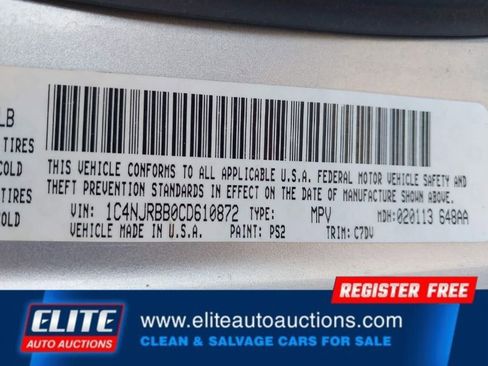 LB
TIRES
COLD
TIRES
COLD
THIS VEHICLE CONFORMS TO ALL APPLICABLE U.S.A. FEDERAL MOTOR VEHICLE SAFETY AND
THEFT PREVENTION STANDARDS IN EFFECT ON THE DATE OF MANUFACTURE SHOWN ABOVE.
VIN: 1C4NJRBB0CD610872 TYPE: MPV MDH:020113 648AA
VEHICLE MADE IN U.S.A. PAINT: PS2 TRIM: C7DV
REGISTER FREE
ELITE
AUTO AUCTIONS
www.eliteautoauctions.com
CLEAN & SALVAGE CARS FOR SALE